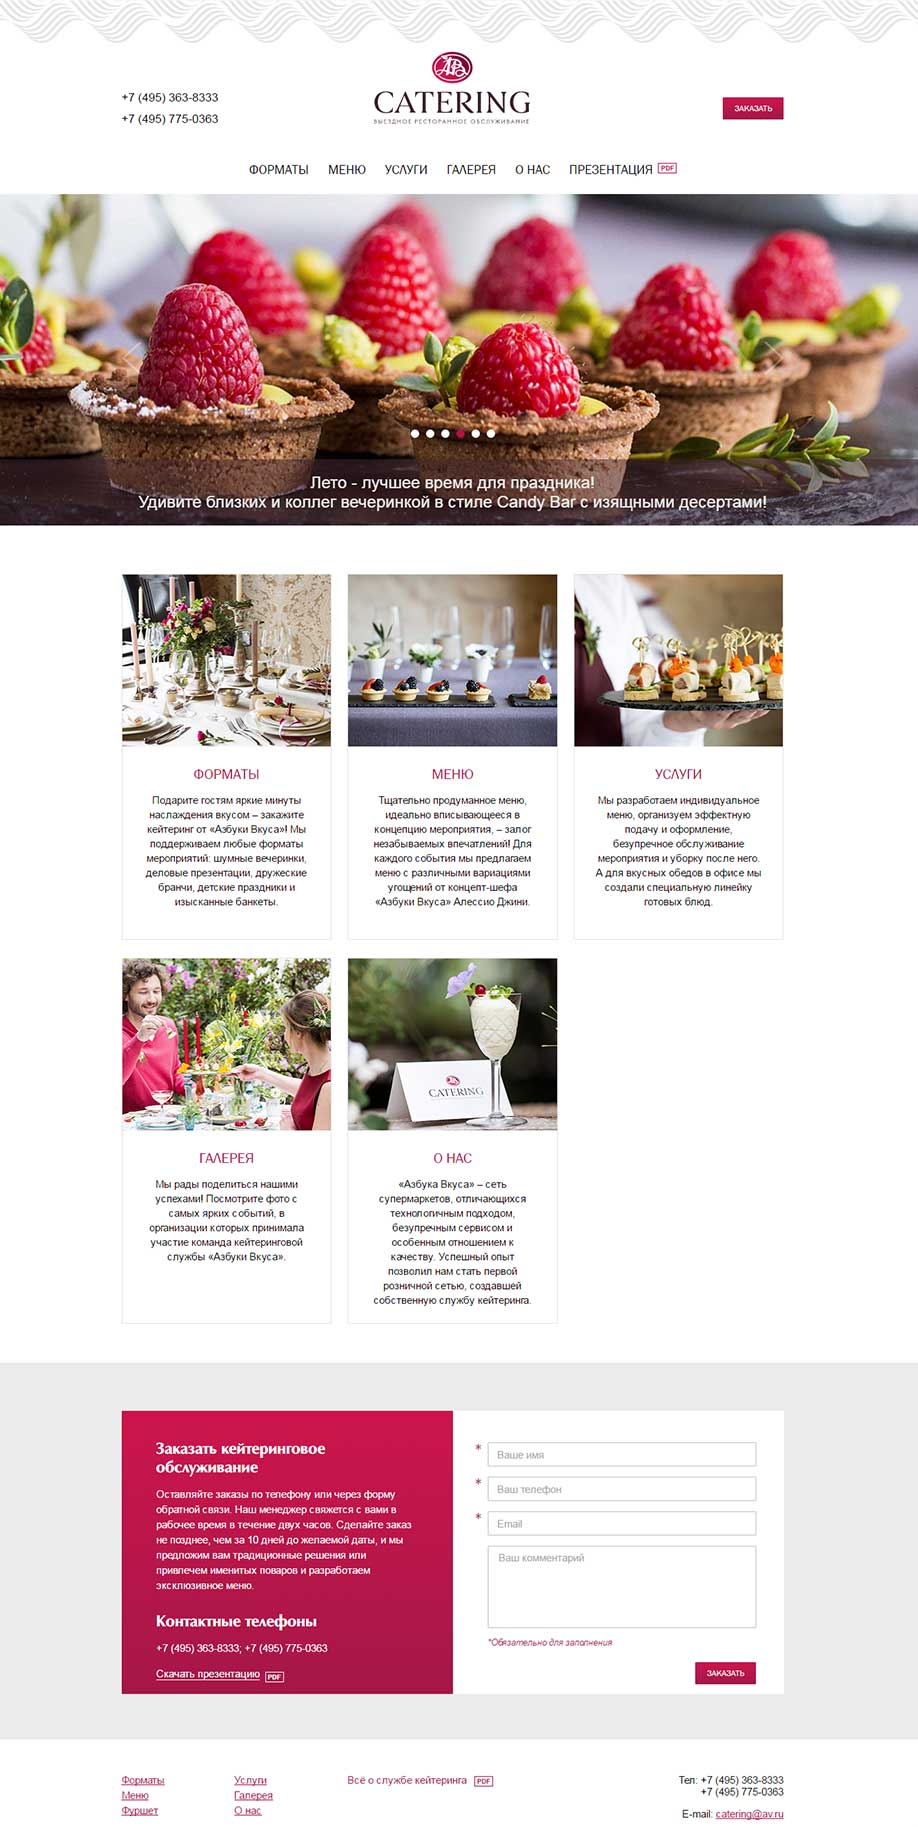 +7 (495) 363-8333
+7 (495) 775-0363
АВ
CATERING
ВЫЕЗДНОЕ РЕСТОРАННОЕ ОБСЛУЖИВАНИЕ
ЗАКАЗАТЬ
ФОРМАТЫ МЕНЮ УСЛУГИ ГАЛЕРЕЯ О НАС ПРЕЗЕНТАЦИЯ PDF
Лето - лучшее время для праздника!
Удивите близких и коллег вечеринкой в стиле Candy Bar с изящными десертами!
ФОРМАТЫ
Подарите гостям яркие минуты
наслаждения вкусом – закажите
кейтеринг от «Азбуки Вкуса»! Мы
поддерживаем любые форматы
мероприятий: шумные вечеринки,
деловые презентации, дружеские
бранчи, детские праздники и
изысканные банкеты.
МЕНЮ
Тщательно продуманное меню,
идеально вписывающееся в
концепцию мероприятия, – залог
незабываемых впечатлений! Для
каждого события мы предлагаем
меню с различными вариациями
угощений от концепт-шефа
«Азбуки Вкуса» Алессио Джини.
УСЛУГИ
Мы разработаем индивидуальное
меню, организуем эффектную
подачу и оформление,
безупречное обслуживание
мероприятия и уборку после него.
А для вкусных обедов в офисе мы
создали специальную линейку
готовых блюд.
CATERING
ГАЛЕРЕЯ
Мы рады поделиться нашими
успехами! Посмотрите фото с
самых ярких событий, в
организации которых принимала
участие команда кейтеринговой
службы «Азбуки Вкуса».
О НАС
«Азбука Вкуса» – сеть
супермаркетов, отличающихся
технологичным подходом,
безупречным сервисом и
особенным отношением к
качеству. Успешный опыт
позволил нам стать первой
розничной сетью, создавшей
собственную службу кейтеринга.
Заказать кейтеринговое
обслуживание
Оставляйте заказы по телефону или через форму
обратной связи. Наш менеджер свяжется с вами в
рабочее время в течение двух часов. Сделайте заказ
не позднее, чем за 10 дней до желаемой даты, и мы
предложим вам традиционные решения или
привлечем именитых поваров и разработаем
эксклюзивное меню.
Контактные телефоны
+7 (495) 363-8333; +7 (495) 775-0363
Скачать презентацию PDF
* Ваше имя
* Ваш телефон
* Email
Ваш комментарий
*Обязательно для заполнения
ЗАКАЗАТЬ
Форматы
Меню
Фуршет
Услуги
Галерея
О нас
Всё о службе кейтеринга PDF
Тел: +7 (495) 363-8333
+7 (495) 775-0363
E-mail: catering@av.ru